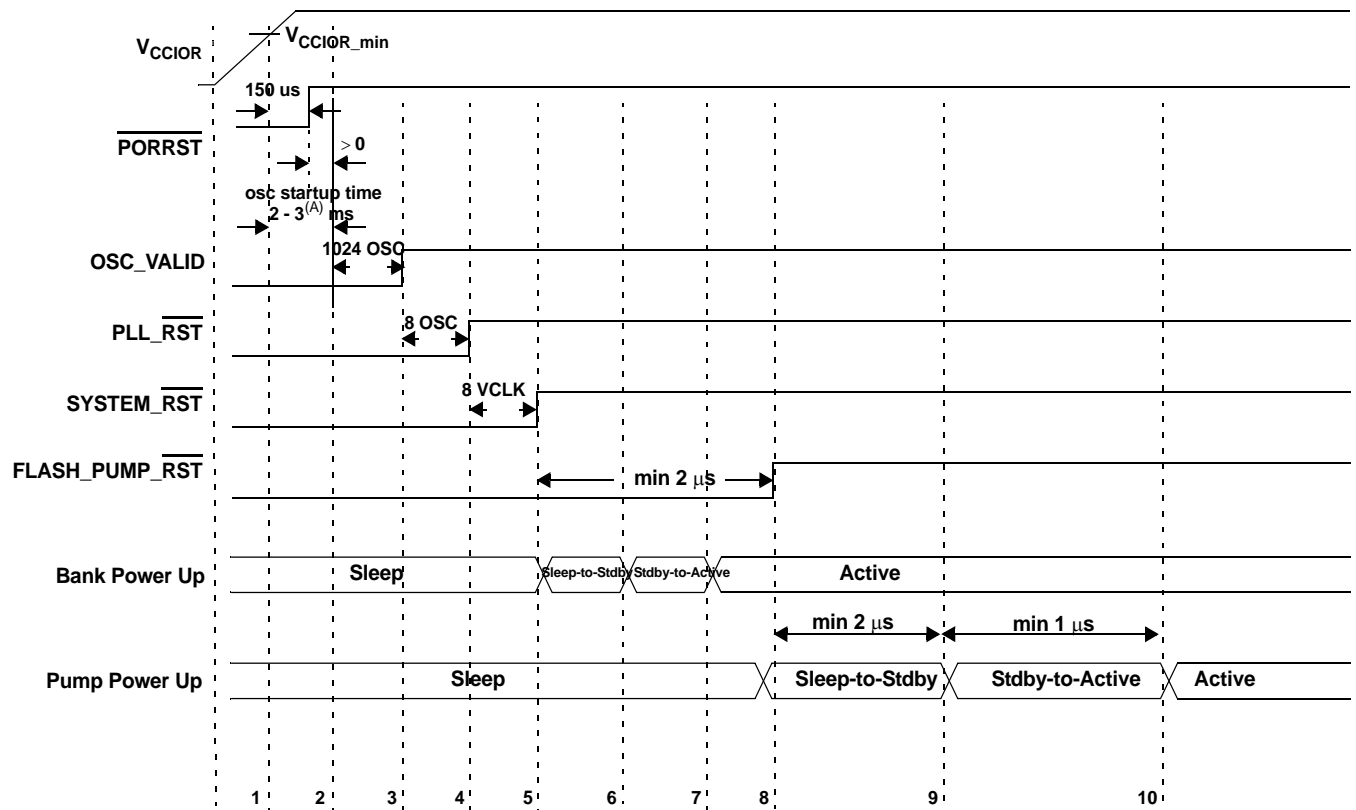 V_CCIOR
V_CCIOR_min
150 us
PORRST
> 0
osc startup time
2 - 3(A) ms
1024 OSC
OSC_VALID
8 OSC
PLL_RST
8 VCLK
SYSTEM_RST
FLASH_PUMP_RST
min 2 μs
Bank Power Up
Sleep
Sleep-to-Stdby
Stdby-to-Active
Active
min 2 μs
min 1 μs
Pump Power Up
Sleep
Sleep-to-Stdby
Stdby-to-Active
Active
1 2 3 4 5 6 7 8 9 10